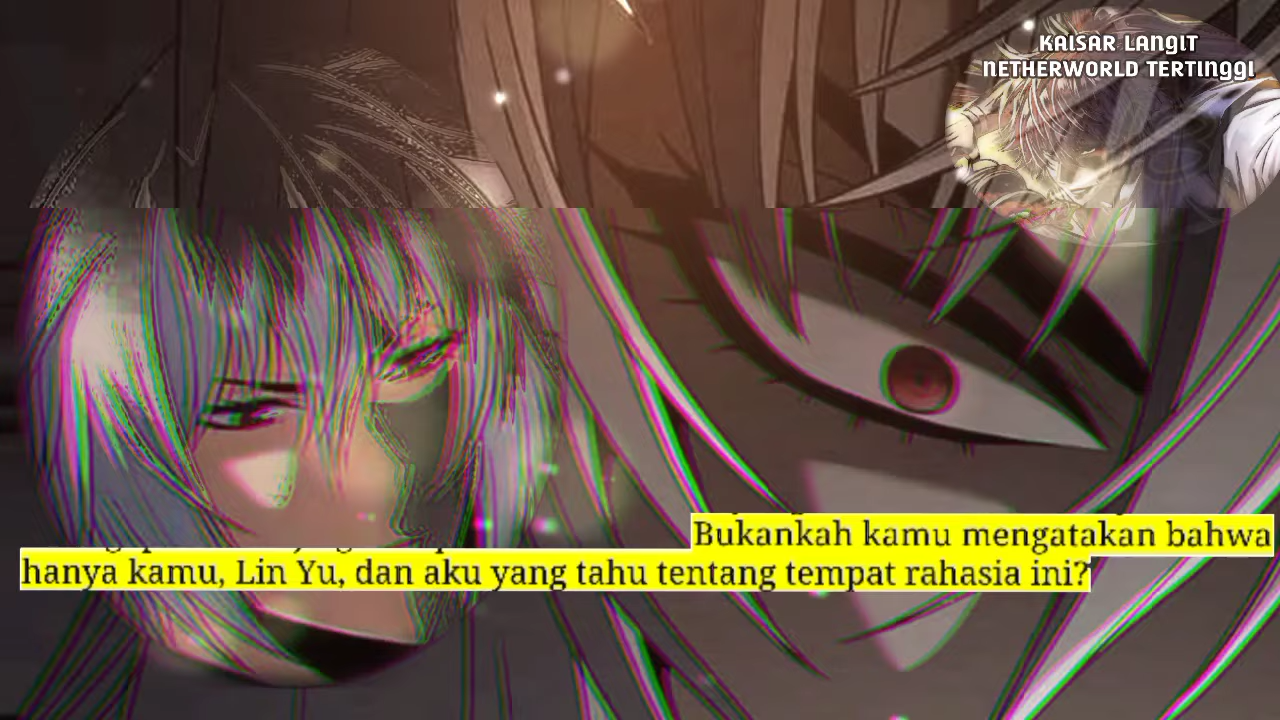 KAISAR LANGIT
NETHERWORLD TERTINGGI
Bukankah kamu mengatakan bahwa
hanya kamu, Lin Yu, dan aku yang tahu tentang tempat rahasia ini?